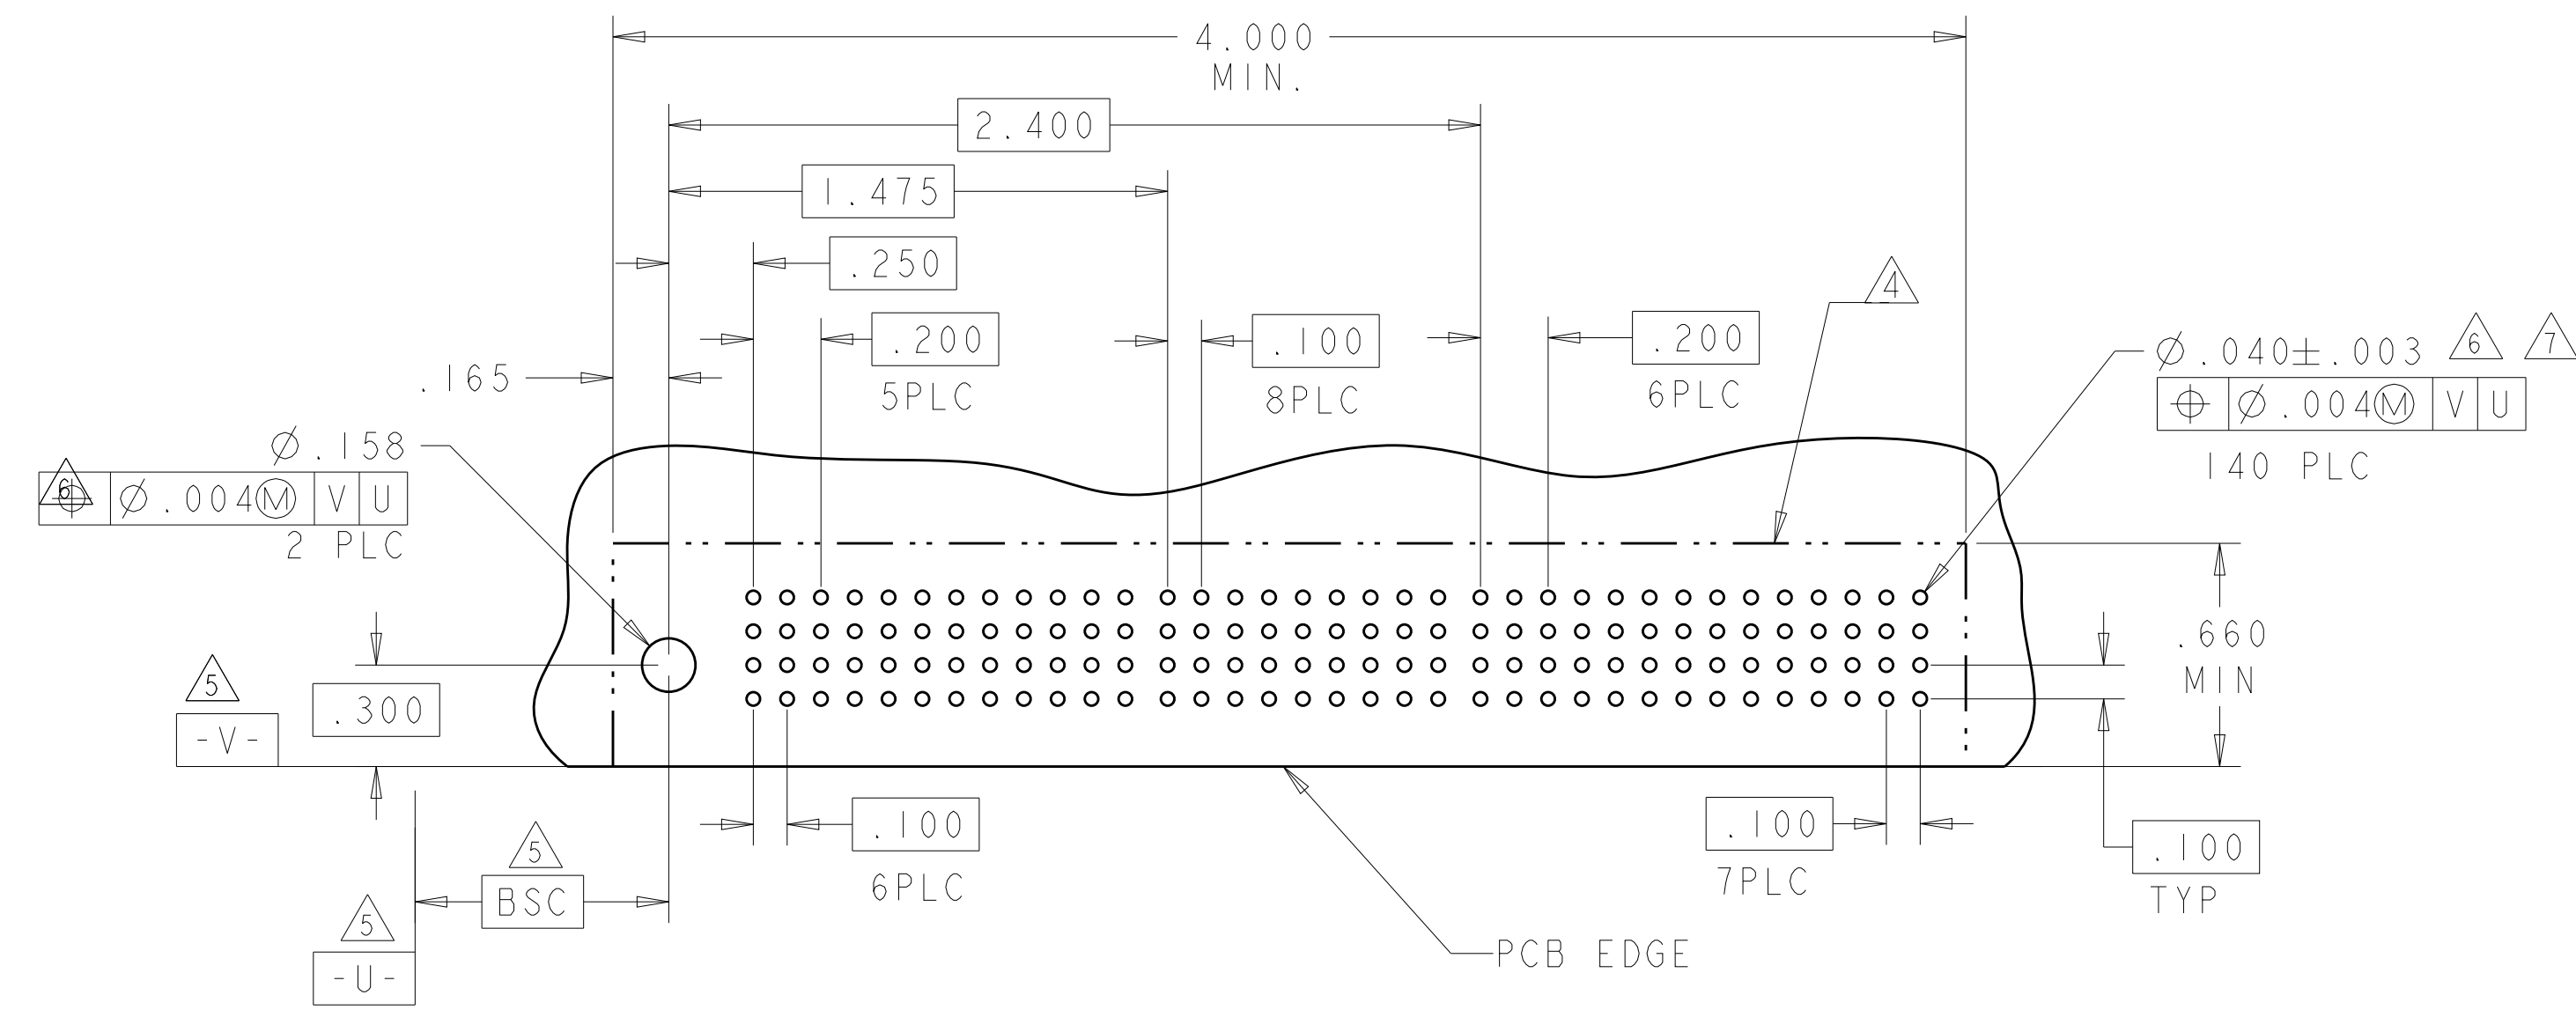 4.000
MIN.
2.400
1.475
.250
4
.200
5PLC
.100
8PLC
.200
6PLC
.165
⌀.040±.003 6 7
⌖ ⌀.004Ⓜ V U
140 PLC
⌀.158
6 ⌖ ⌀.004Ⓜ V U
2 PLC
.660
MIN
5
-V-
.300
.100
6PLC
.100
7PLC
.100
TYP
5
BSC
5
-U-
PCB EDGE